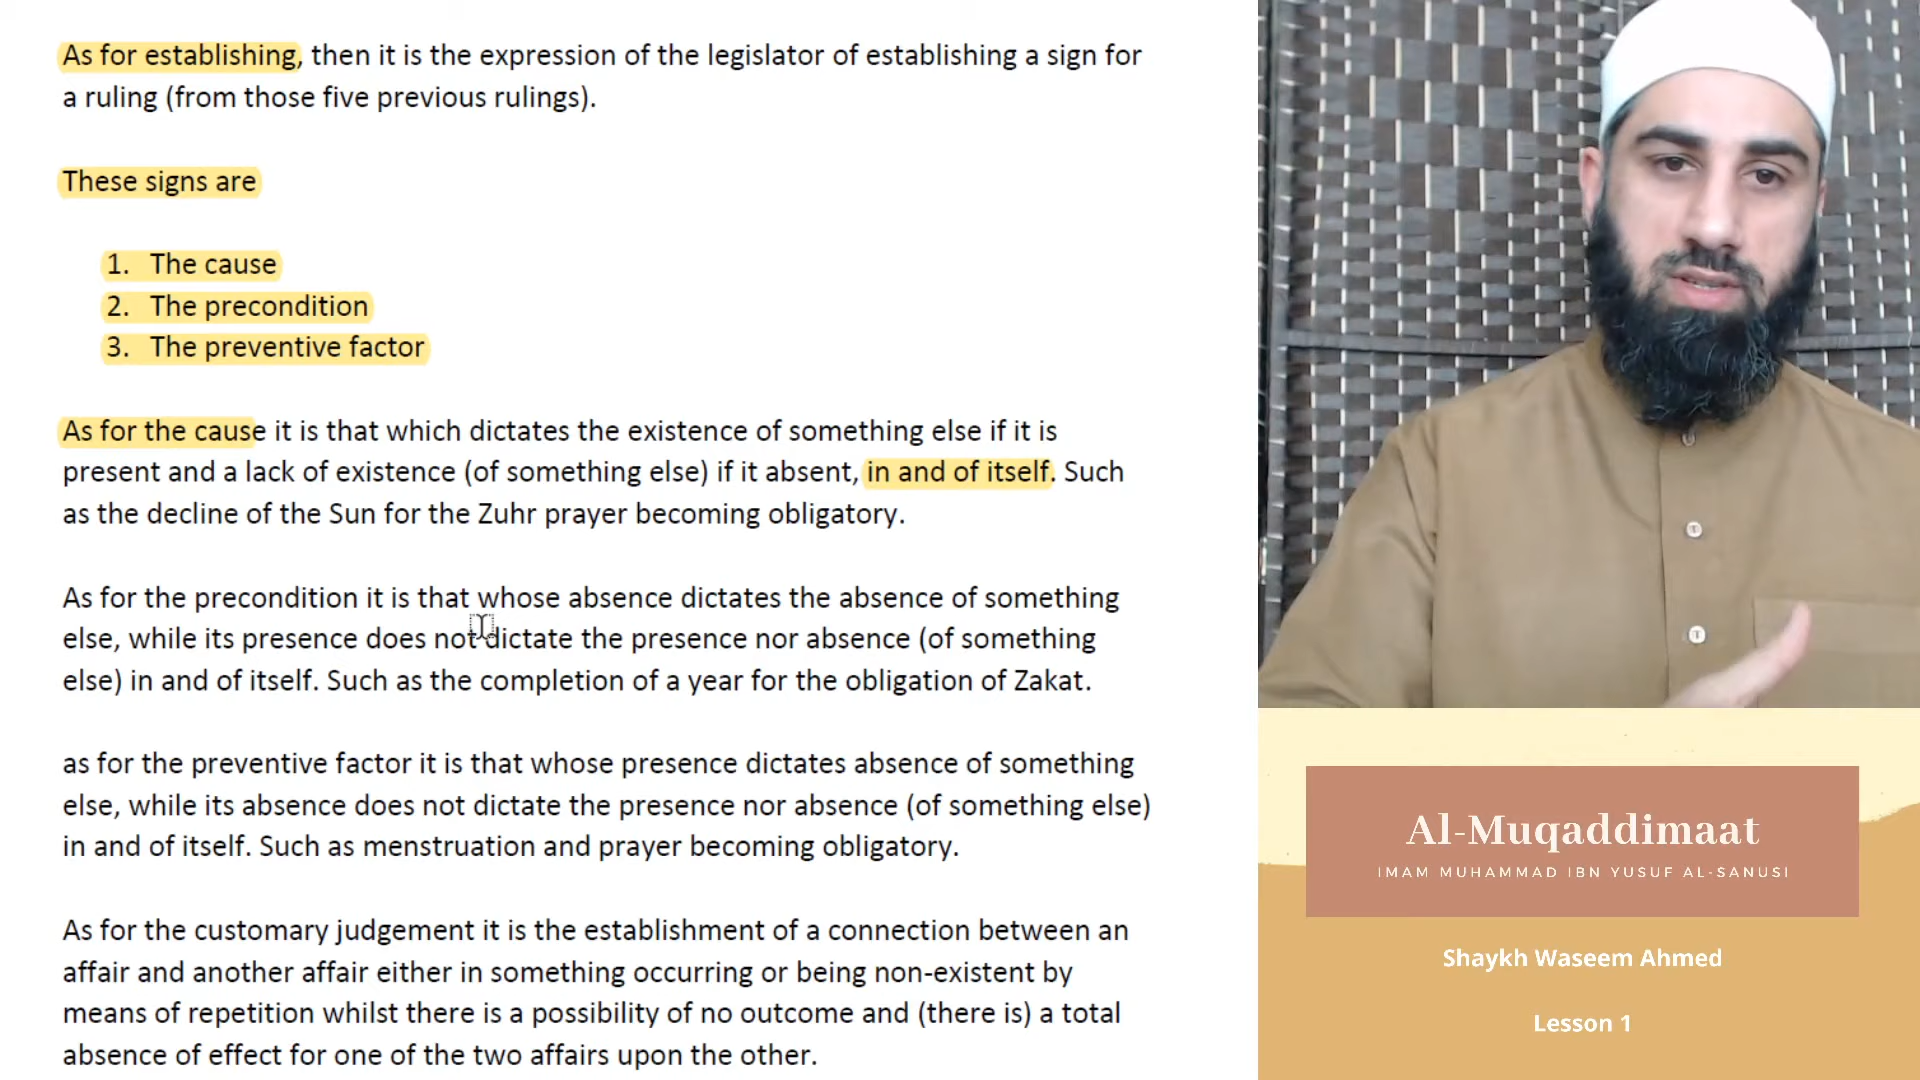 As for establishing, then it is the expression of the legislator of establishing a sign for
a ruling (from those five previous rulings).
These signs are
1. The cause
2. The precondition
3. The preventive factor
As for the cause it is that which dictates the existence of something else if it is
present and a lack of existence (of something else) if it absent, in and of itself. Such
as the decline of the Sun for the Zuhr prayer becoming obligatory.
As for the precondition it is that whose absence dictates the absence of something
else, while its presence does not dictate the presence nor absence (of something
else) in and of itself. Such as the completion of a year for the obligation of Zakat.
as for the preventive factor it is that whose presence dictates absence of something
else, while its absence does not dictate the presence nor absence (of something else)
in and of itself. Such as menstruation and prayer becoming obligatory.
As for the customary judgement it is the establishment of a connection between an
affair and another affair either in something occurring or being non-existent by
means of repetition whilst there is a possibility of no outcome and (there is) a total
absence of effect for one of the two affairs upon the other.
Al-Muqaddimaat
IMAM MUHAMMAD IBN YUSUF AL-SANUSI
Shaykh Waseem Ahmed
Lesson 1